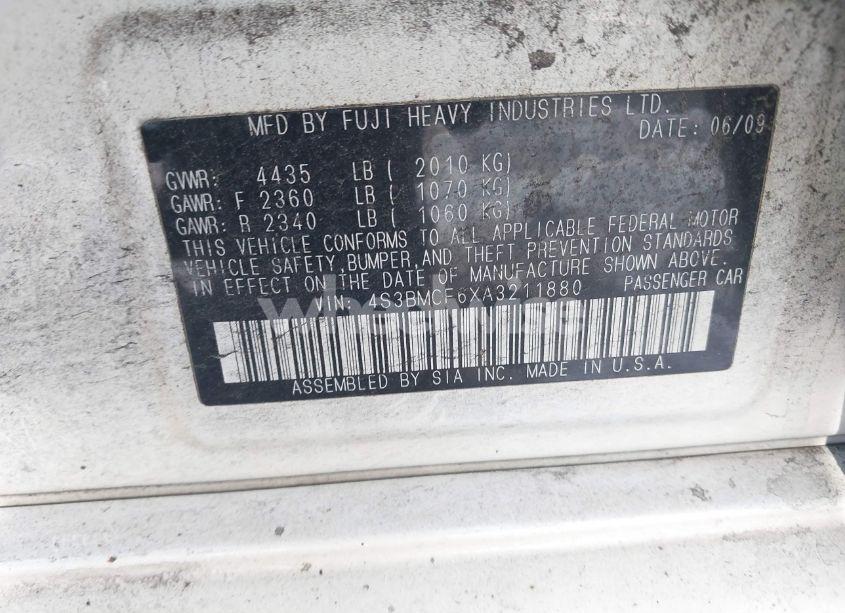 MFD BY FUJI HEAVY INDUSTRIES LTD.
DATE: 06/09
GVWR: 4435 LB ( 2010 KG)
GAWR: F 2360 LB ( 1070 KG)
GAWR: R 2340 LB ( 1060 KG)
THIS VEHICLE CONFORMS TO ALL APPLICABLE FEDERAL MOTOR
VEHICLE SAFETY, BUMPER, AND THEFT PREVENTION STANDARDS
IN EFFECT ON THE DATE OF MANUFACTURE SHOWN ABOVE.
VIN: 4S3BMCF6XA3211880 PASSENGER CAR
ASSEMBLED BY SIA INC. MADE IN U.S.A.